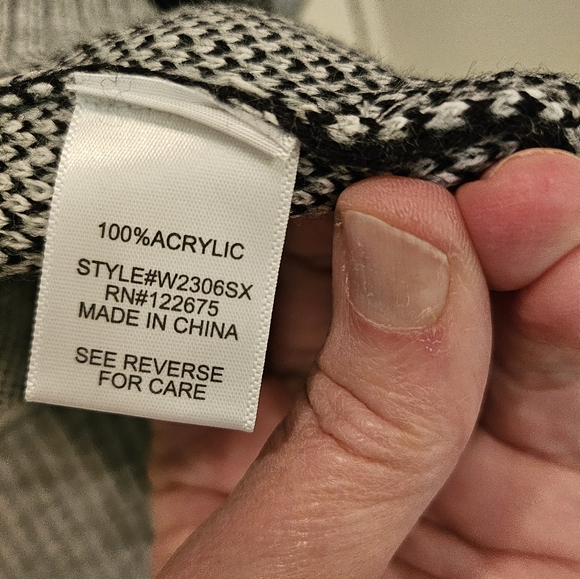 100%ACRYLIC
STYLE#W2306SX
RN#122675
MADE IN CHINA
SEE REVERSE
FOR CARE